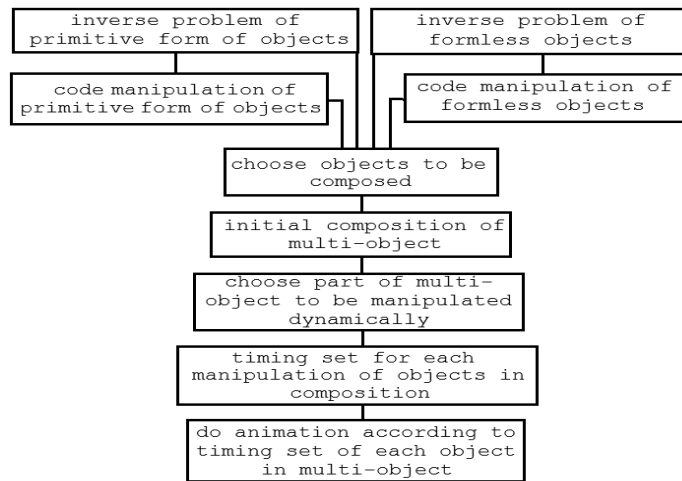 inverse problem of
primitive form of objects
inverse problem of
formless objects
code manipulation of
primitive form of objects
code manipulation of
formless objects
choose objects to be
composed
initial composition of
multi-object
choose part of multi-
object to be manipulated
dynamically
timing set for each
manipulation of objects in
composition
do animation according to
timing set of each object
in multi-object